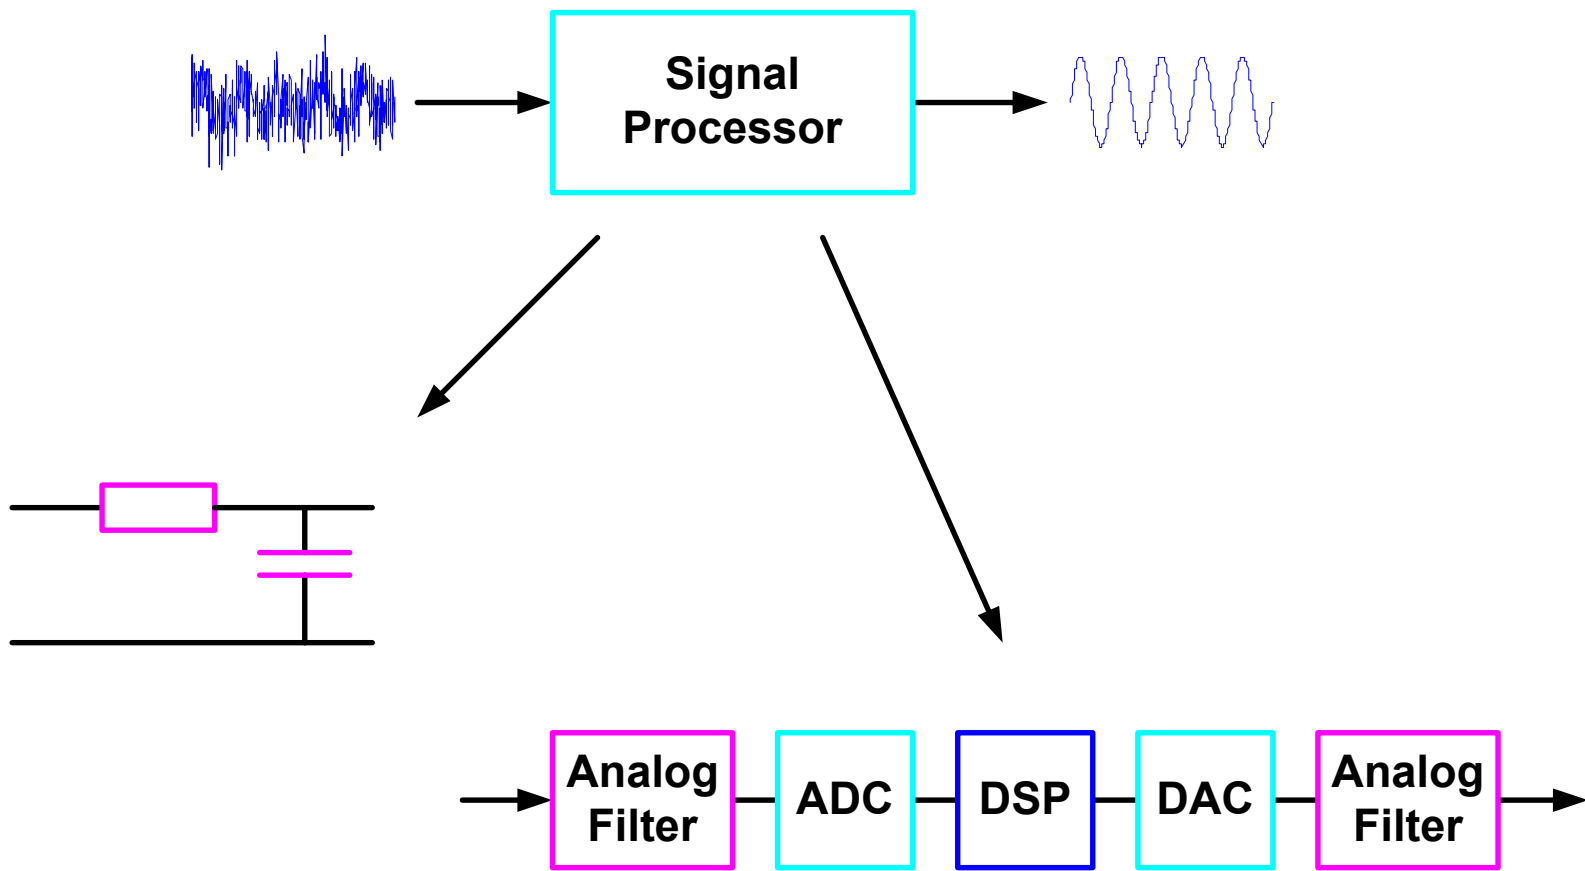 Signal
Processor
Analog
Filter
ADC
DSP
DAC
Analog
Filter